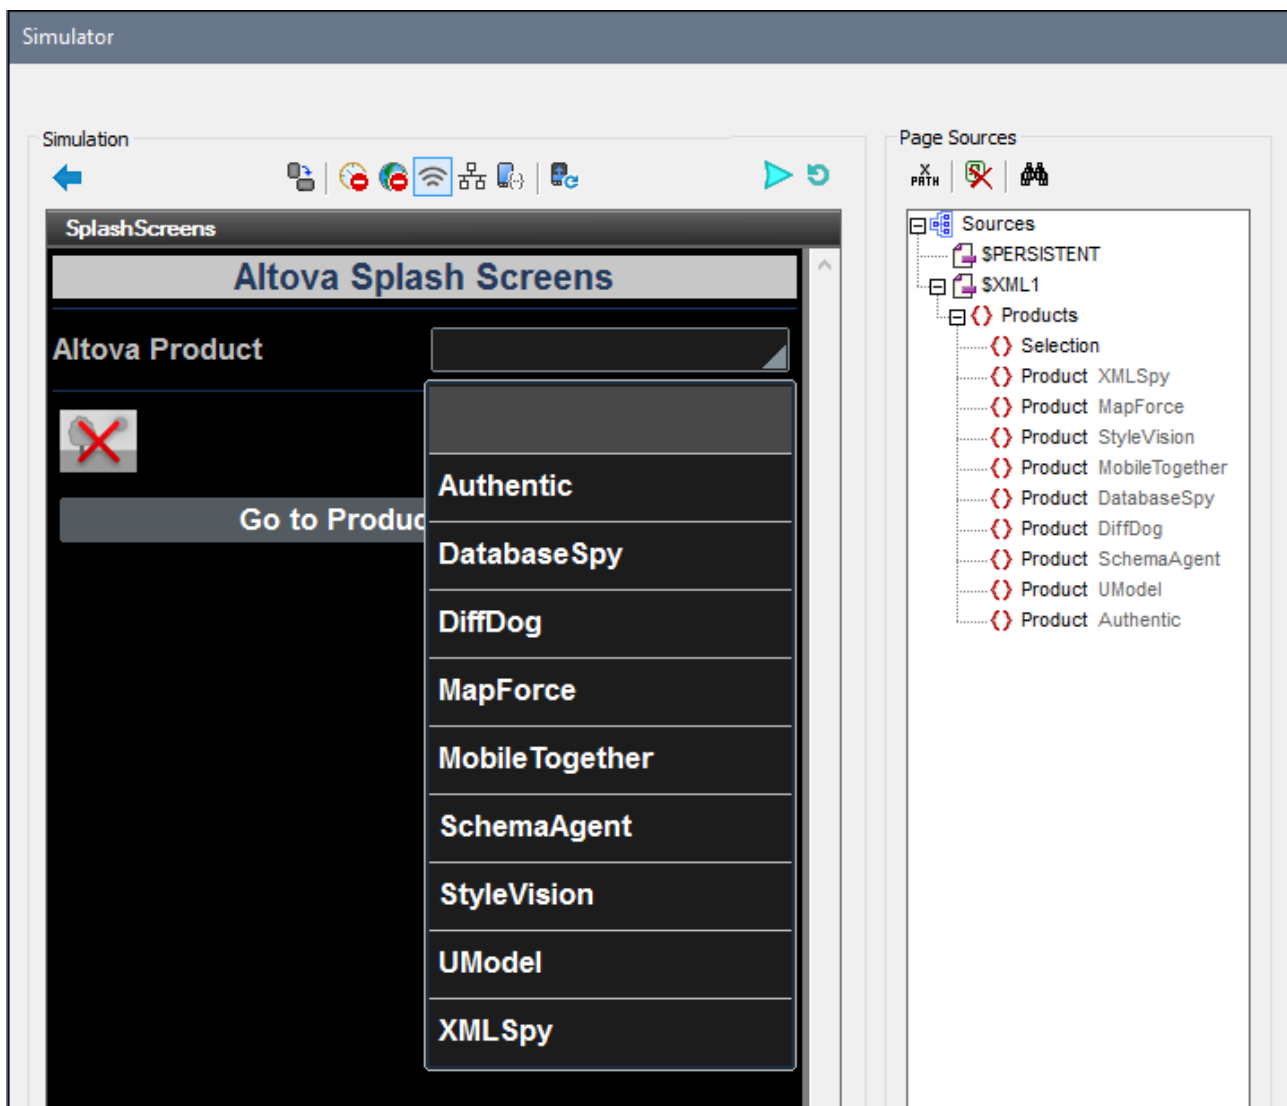 Simulator
Simulation
SplashScreens
Altova Splash Screens
Altova Product
Go to Produc
Authentic
DatabaseSpy
DiffDog
MapForce
MobileTogether
SchemaAgent
StyleVision
UModel
XMLSpy
Page Sources
X
PATH
Sources
$PERSISTENT
$XML1
Products
Selection
Product XMLSpy
Product MapForce
Product StyleVision
Product MobileTogether
Product DatabaseSpy
Product DiffDog
Product SchemaAgent
Product UModel
Product Authentic